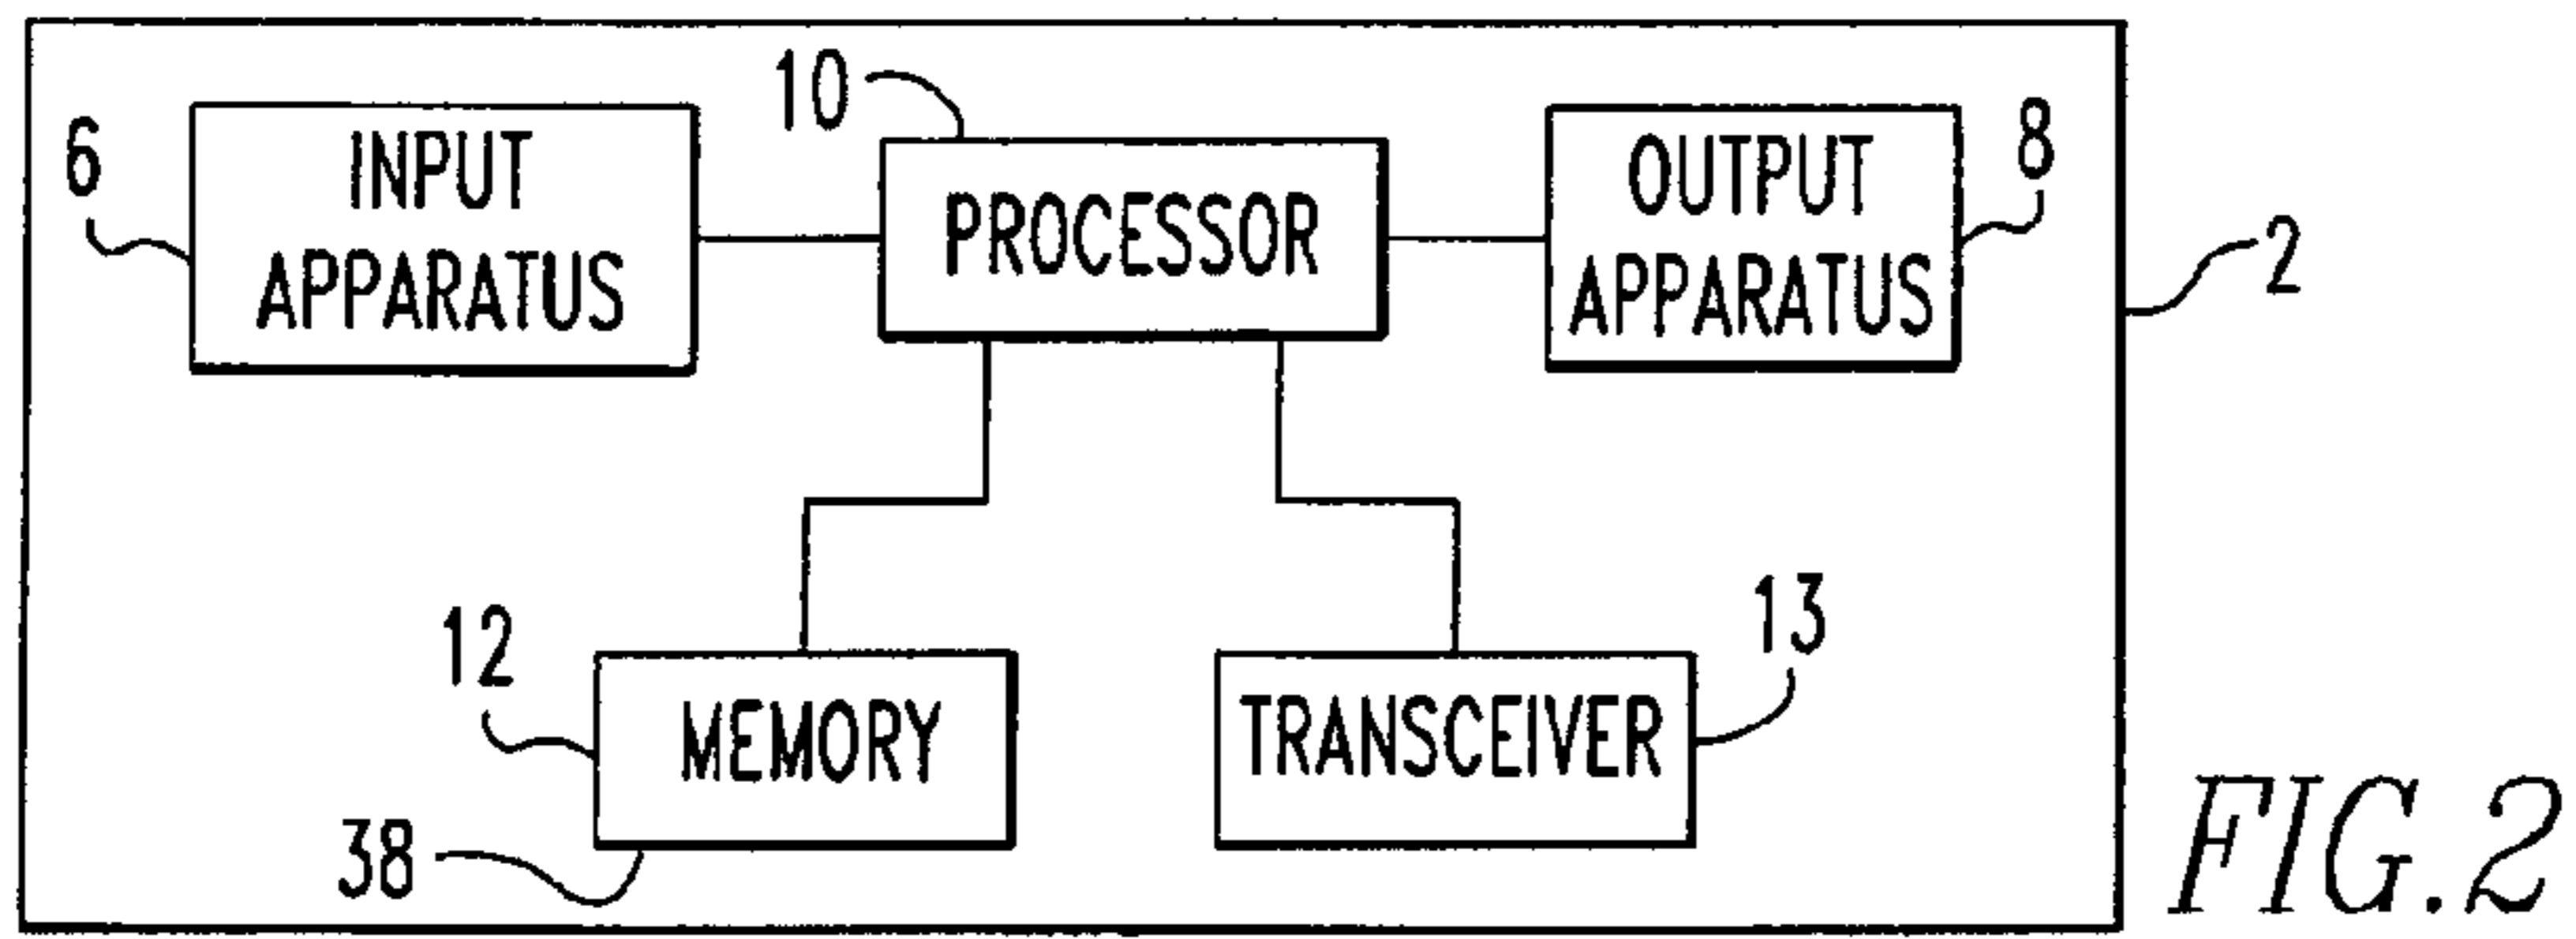 10
6
INPUT
APPARATUS
PROCESSOR
OUTPUT
APPARATUS
8
2
12
MEMORY
38
13
TRANSCEIVER
FIG.2